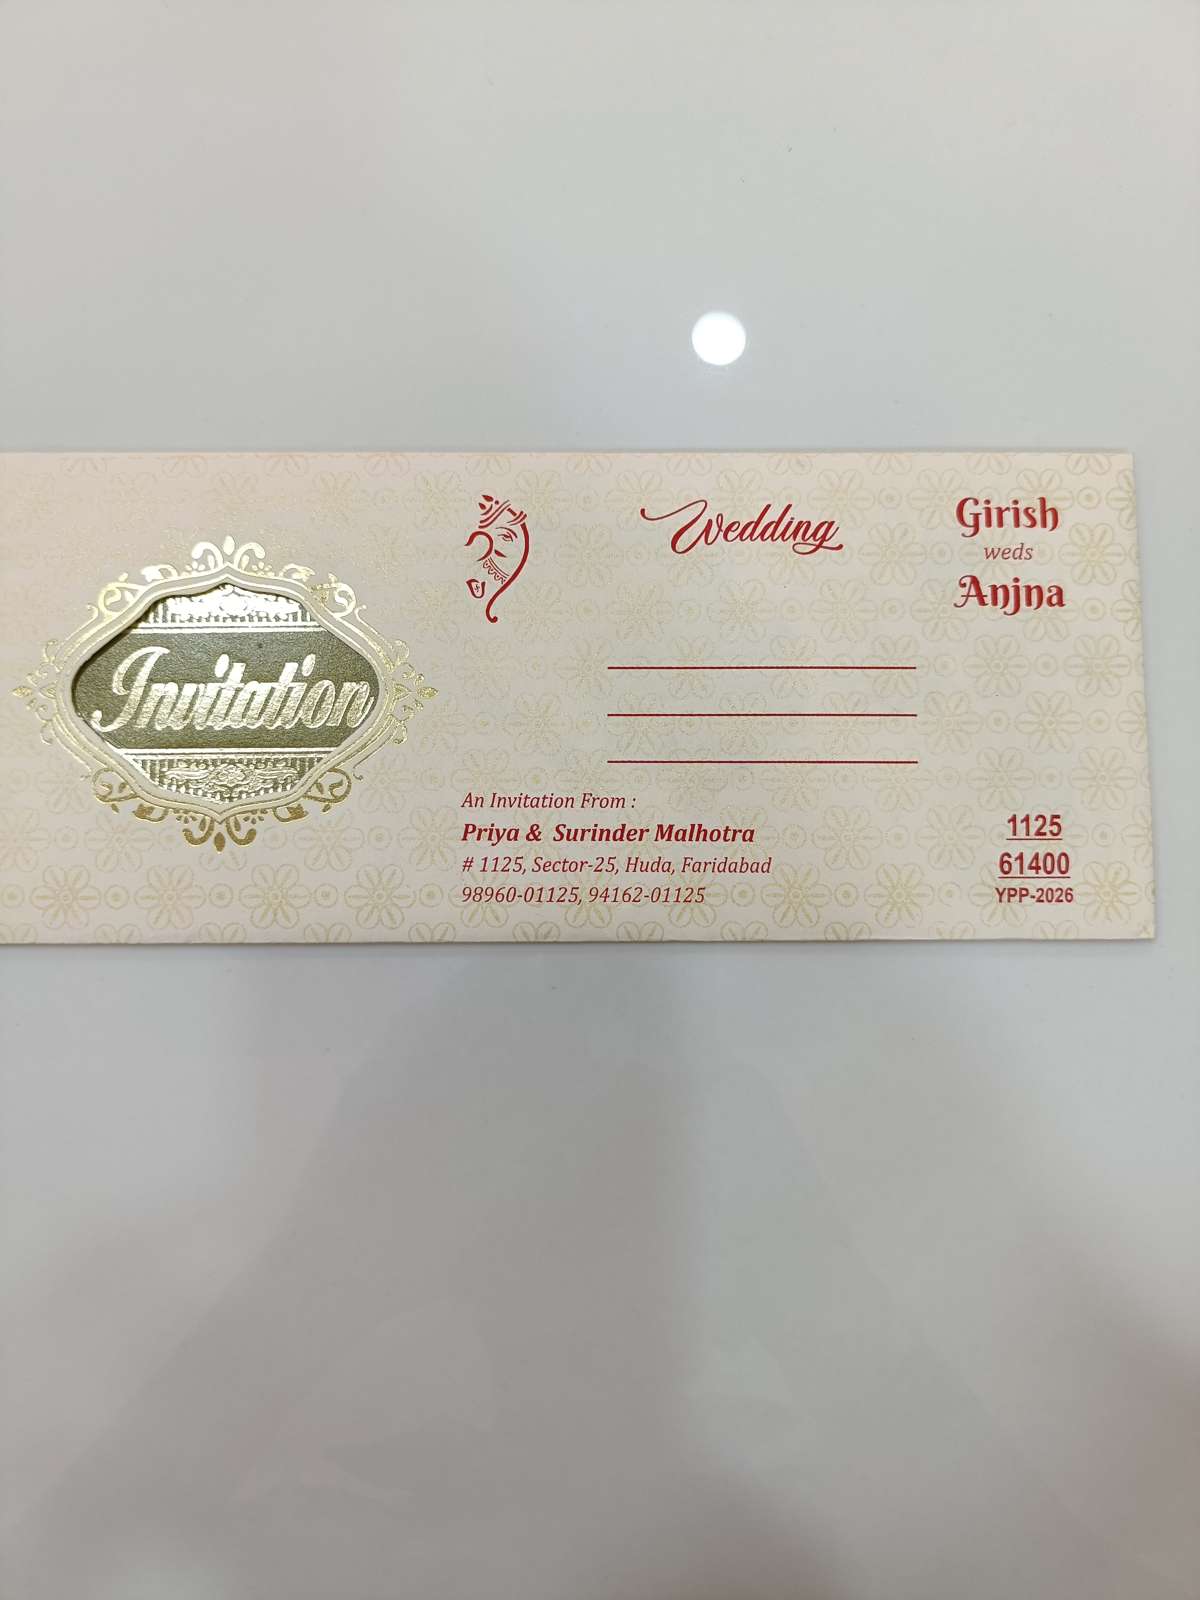 Invitation
Wedding
Girish
weds
Anjna
An Invitation From :
Priya & Surinder Malhotra
# 1125, Sector-25, Huda, Faridabad
98960-01125, 94162-01125
1125
61400
YPP-2026